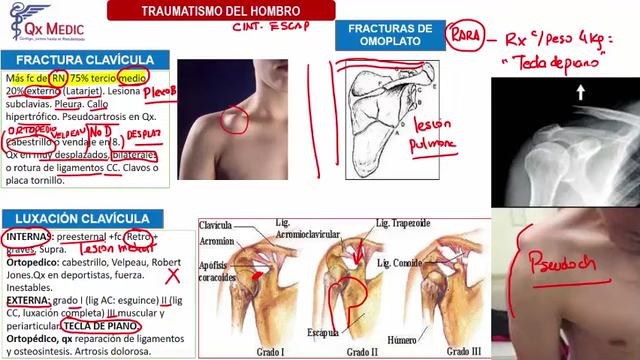 Qx MEDIC
TRAUMATISMO DEL HOMBRO
CINT. ESCAP
FRACTURA CLAVÍCULA
Más fc de RN, 75% tercio medio
20% externo (Latarjet). Lesiona
plexo B
subclavias. Pleura. Callo
hipertrófico. Pseudoartrosis en Qx.
ORTOPEDIO VELPEAU NO D DESPLAZ
Cabestrillo o vendaje en 8.
Qx en muy desplazados, bilaterales
o rotura de ligamentos CC. Clavos o
placa tornillo.
FRACTURAS DE
OMOPLATO
RARA
Rx c/peso 4Kg:
"Tecla de piano"
lesión
pulmonar
A
LUXACIÓN CLAVÍCULA
INTERNAS: preesternal +fc. Retro +
graves, Supra.
Lesión medial
Ortopedico: cabestrillo, Velpeau, Robert
Jones. Qx en deportistas, fuerza.
Inestables.
X
EXTERNA: grado I (lig AC: esguince) II (lig
CC, luxación completa) III muscular y
periarticular. TECLA DE PIANO.
Ortopédico, qx reparación de ligamentos
y osteosintesis. Artrosis dolorosa.
Clavícula
Acromion
Apófisis
coracoides
Lig.
Acromioclavicular
Lig. Trapezoide
Lig. Conoide
Escápula
Húmero
Grado I
Grado II
Grado III
Pseudoch